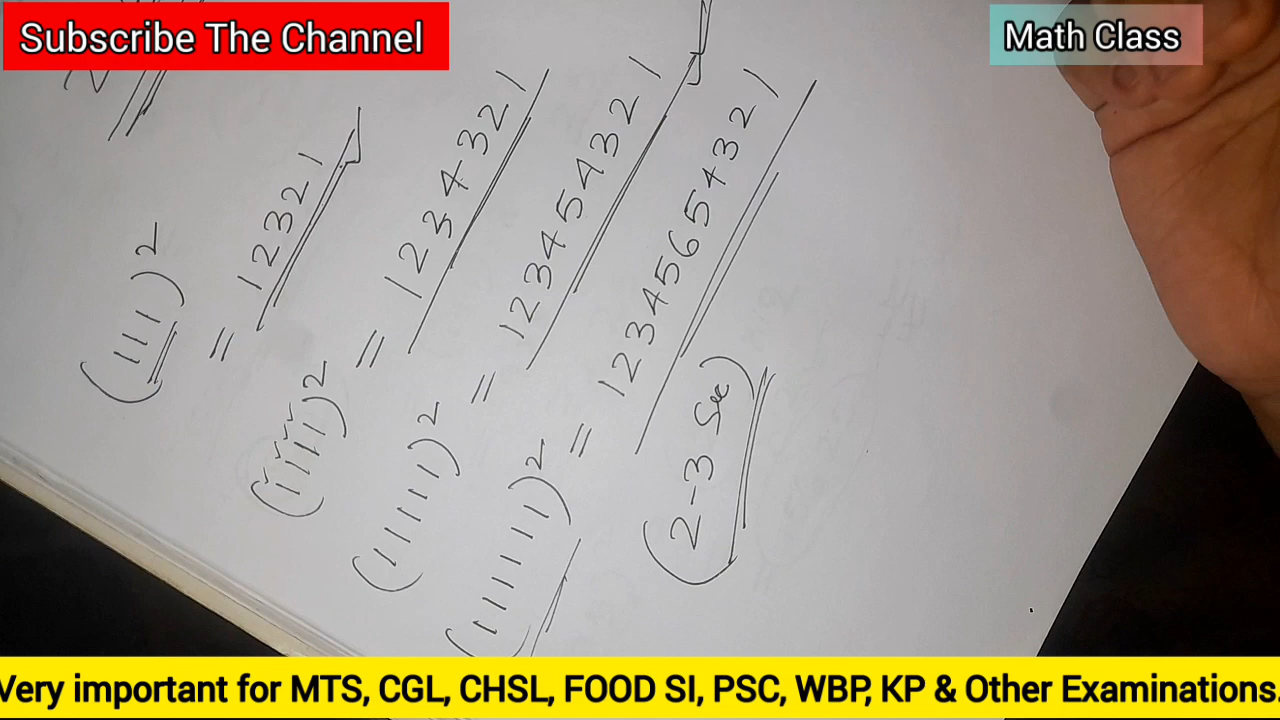 Subscribe The Channel
Math Class
(111)² = 12321
(1111)² = 1234321
(11111)² = 123454321
(111111)² = 12345654321
(2-3 Sec)
Very important for MTS, CGL, CHSL, FOOD SI, PSC, WBP, KP & Other Examinations.